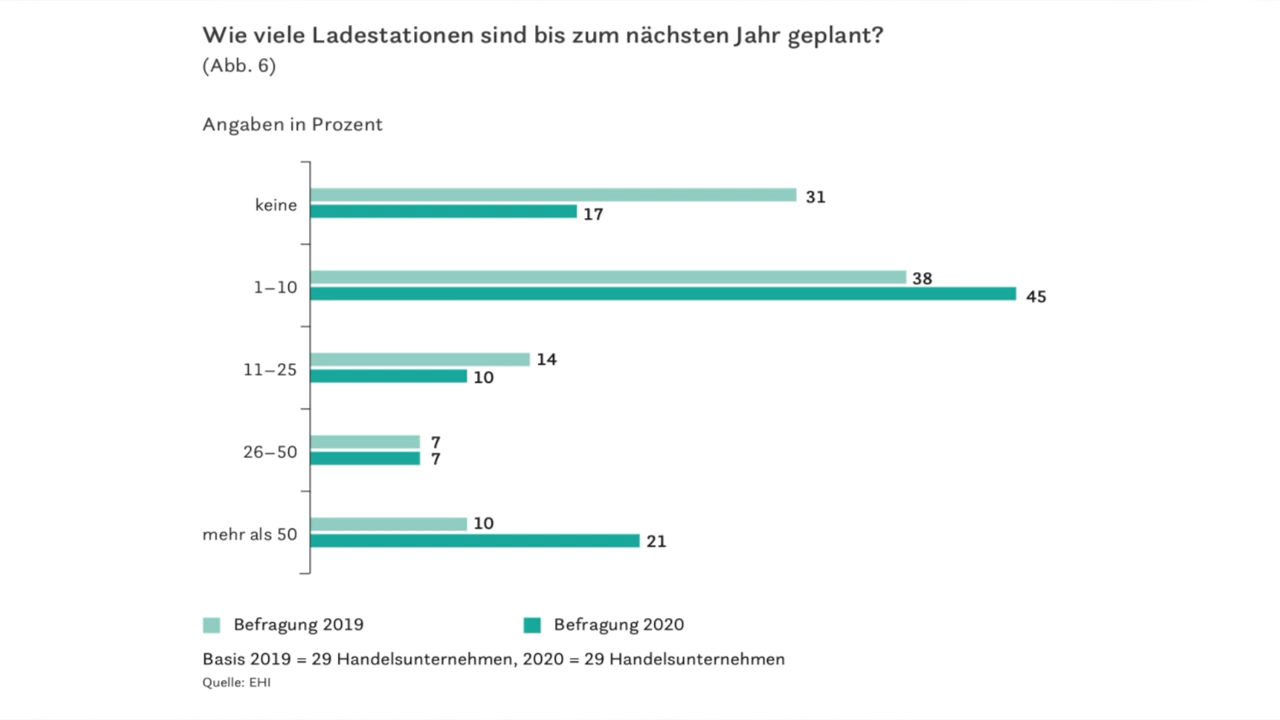 Wie viele Ladestationen sind bis zum nächsten Jahr geplant?
(Abb. 6)
Angaben in Prozent
keine
31
17
1–10
38
45
11–25
14
10
26–50
7
7
mehr als 50
10
21
Befragung 2019 Befragung 2020
Basis 2019 = 29 Handelsunternehmen, 2020 = 29 Handelsunternehmen
Quelle: EHI